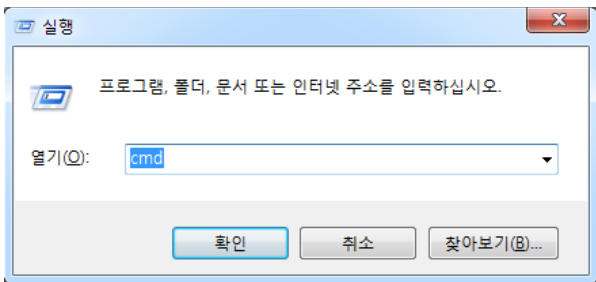 실행
프로그램, 폴더, 문서 또는 인터넷 주소를 입력하십시오.
열기(O): cmd
확인 취소 찾아보기(B)...